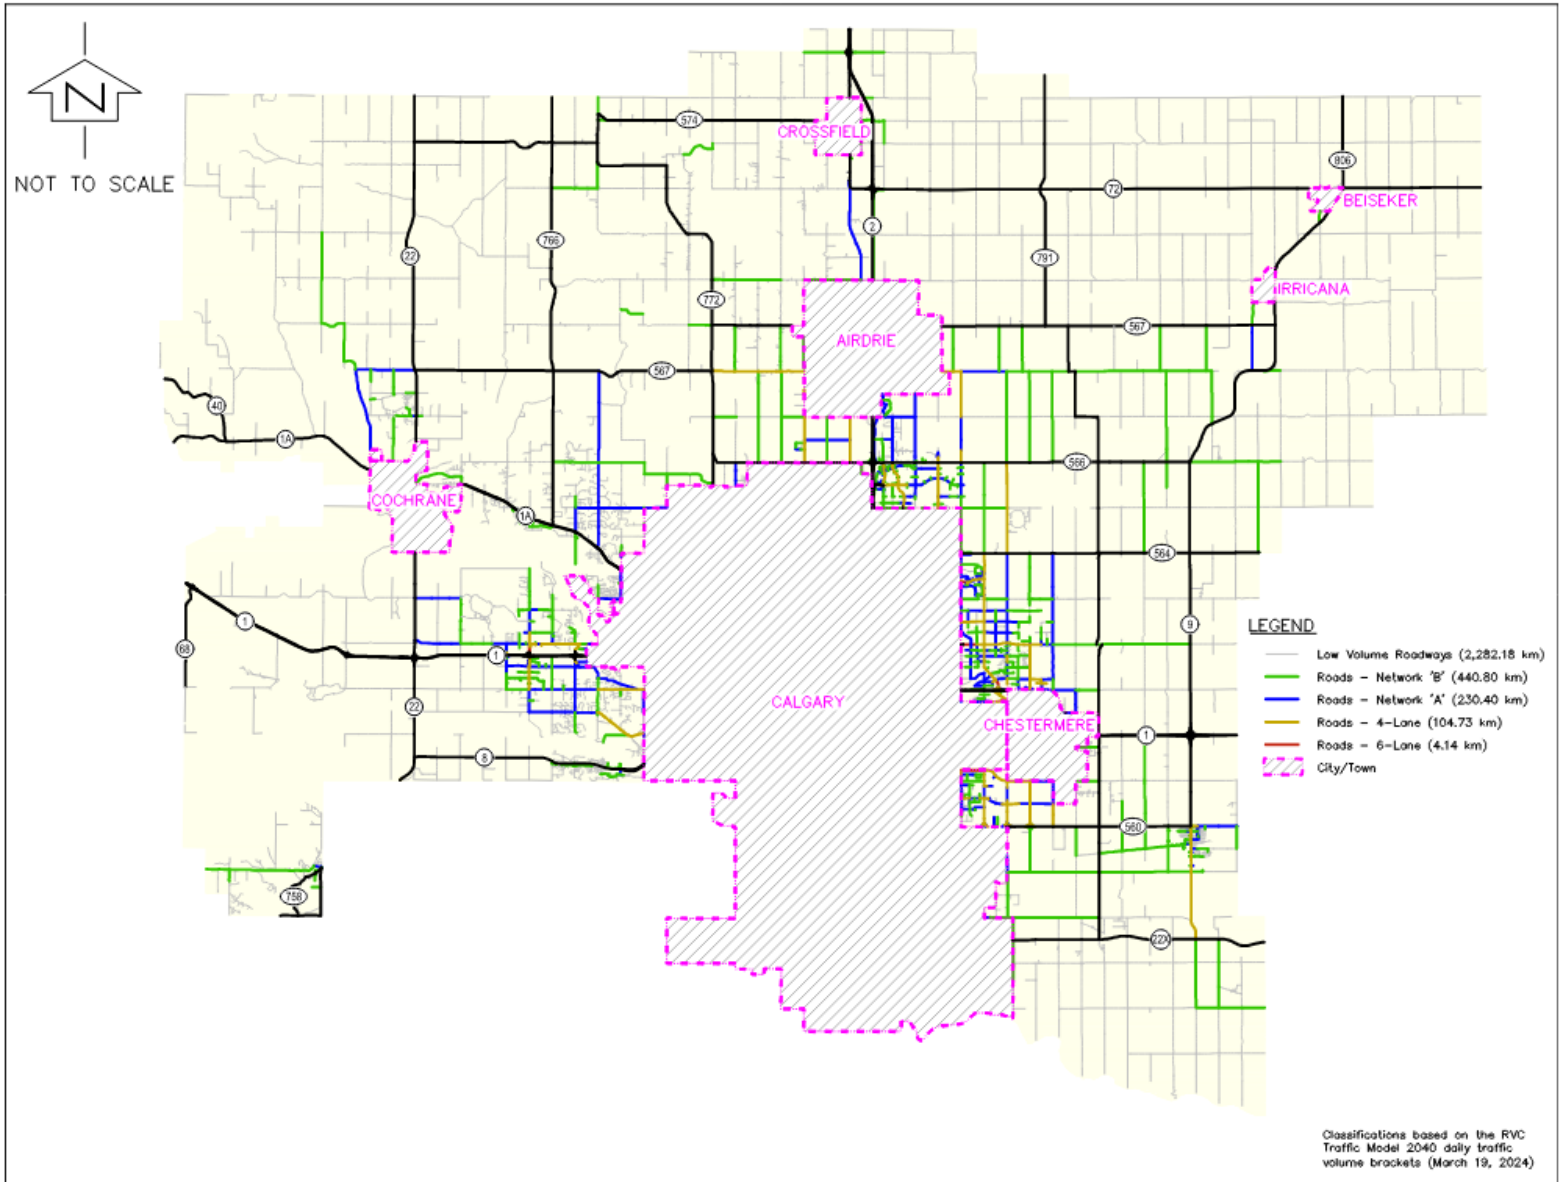 N
NOT TO SCALE
574
CROSSFIELD
806
72
BEISEKER
2
766
22
791
772
IRRICANA
567
AIRDRIE
567
40
1A
566
COCHRANE
1A
564
1
9
68
1
LEGEND
Low Volume Roadways (2,282.18 km)
Roads - Network 'B' (440.80 km)
Roads - Network 'A' (230.40 km)
Roads - 4-Lane (104.73 km)
Roads - 6-Lane (4.14 km)
City/Town
CALGARY
22
CHESTERMERE
1
8
560
758
22X
Classifications based on the RVC
Traffic Model 2040 daily traffic
volume brackets (March 19, 2024)